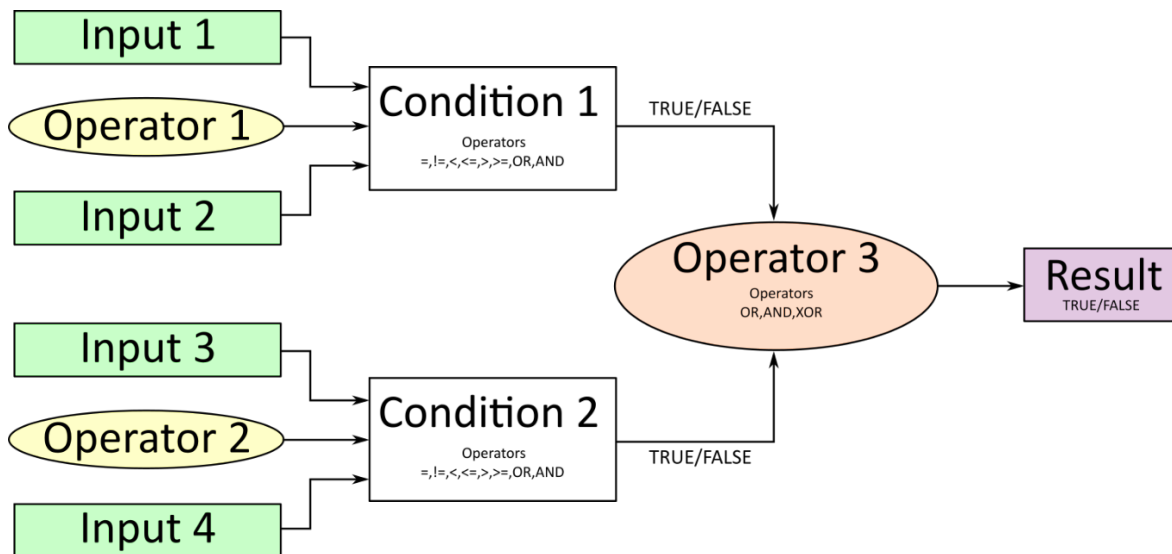 Input 1
Operator 1
Input 2
Condition 1
Operators
=,!=,<,<=,>,>=,OR,AND
TRUE/FALSE
Input 3
Operator 2
Input 4
Condition 2
Operators
=,!=,<,<=,>,>=,OR,AND
TRUE/FALSE
Operator 3
Operators
OR,AND,XOR
Result
TRUE/FALSE